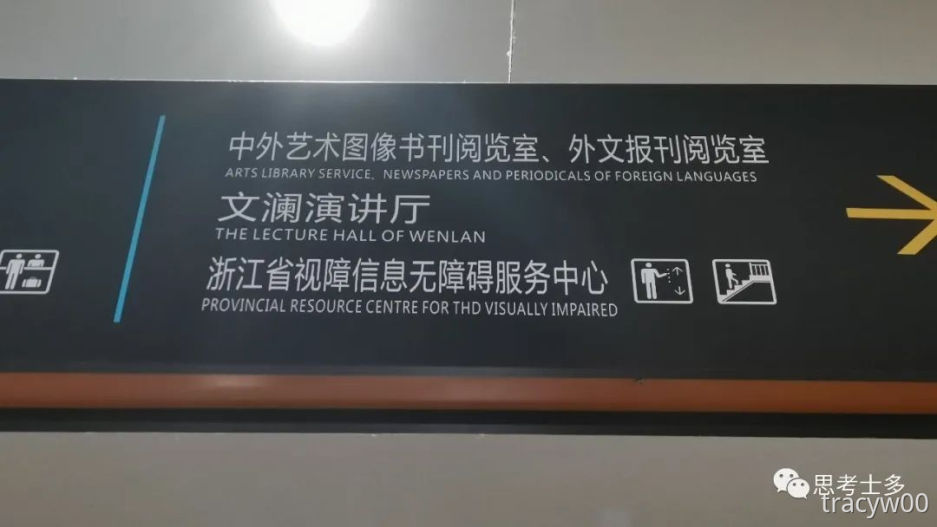 中外艺术图像书刊阅览室、外文报刊阅览室
ARTS LIBRARY SERVICE, NEWSPAPERS AND PERIODICALS OF FOREIGN LANGUAGES
文澜演讲厅
THE LECTURE HALL OF WENLAN
浙江省视障信息无障碍服务中心
PROVINCIAL RESOURCE CENTRE FOR THD VISUALLY IMPAIRED
思考士多
tracyw00